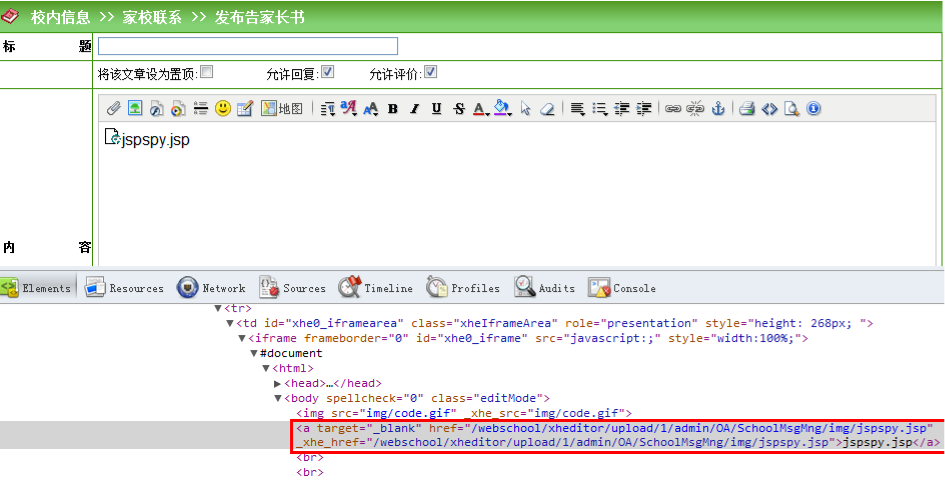 校内信息 >> 家校联系 >> 发布告家长书
标 题
将该文章设为置顶: 允许回复: 允许评价:
地图
jspspy.jsp
内 容
Elements Resources Network Sources Timeline Profiles Audits Console
▼<tr>
▼<td id="xhe0_iframearea" class="xheIframeArea" role="presentation" style="height: 268px; ">
▼<iframe frameborder="0" id="xhe0_iframe" src="javascript:;" style="width:100%;">
▼#document
▼<html>
▶<head>…</head>
▼<body spellcheck="0" class="editMode">
<img src="img/code.gif" _xhe_src="img/code.gif">
<a target="_blank" href="/webschool/xheditor/upload/1/admin/OA/SchoolMsgMng/img/jspspy.jsp"
_xhe_href="/webschool/xheditor/upload/1/admin/OA/SchoolMsgMng/img/jspspy.jsp">jspspy.jsp</a>
<br>
<br>